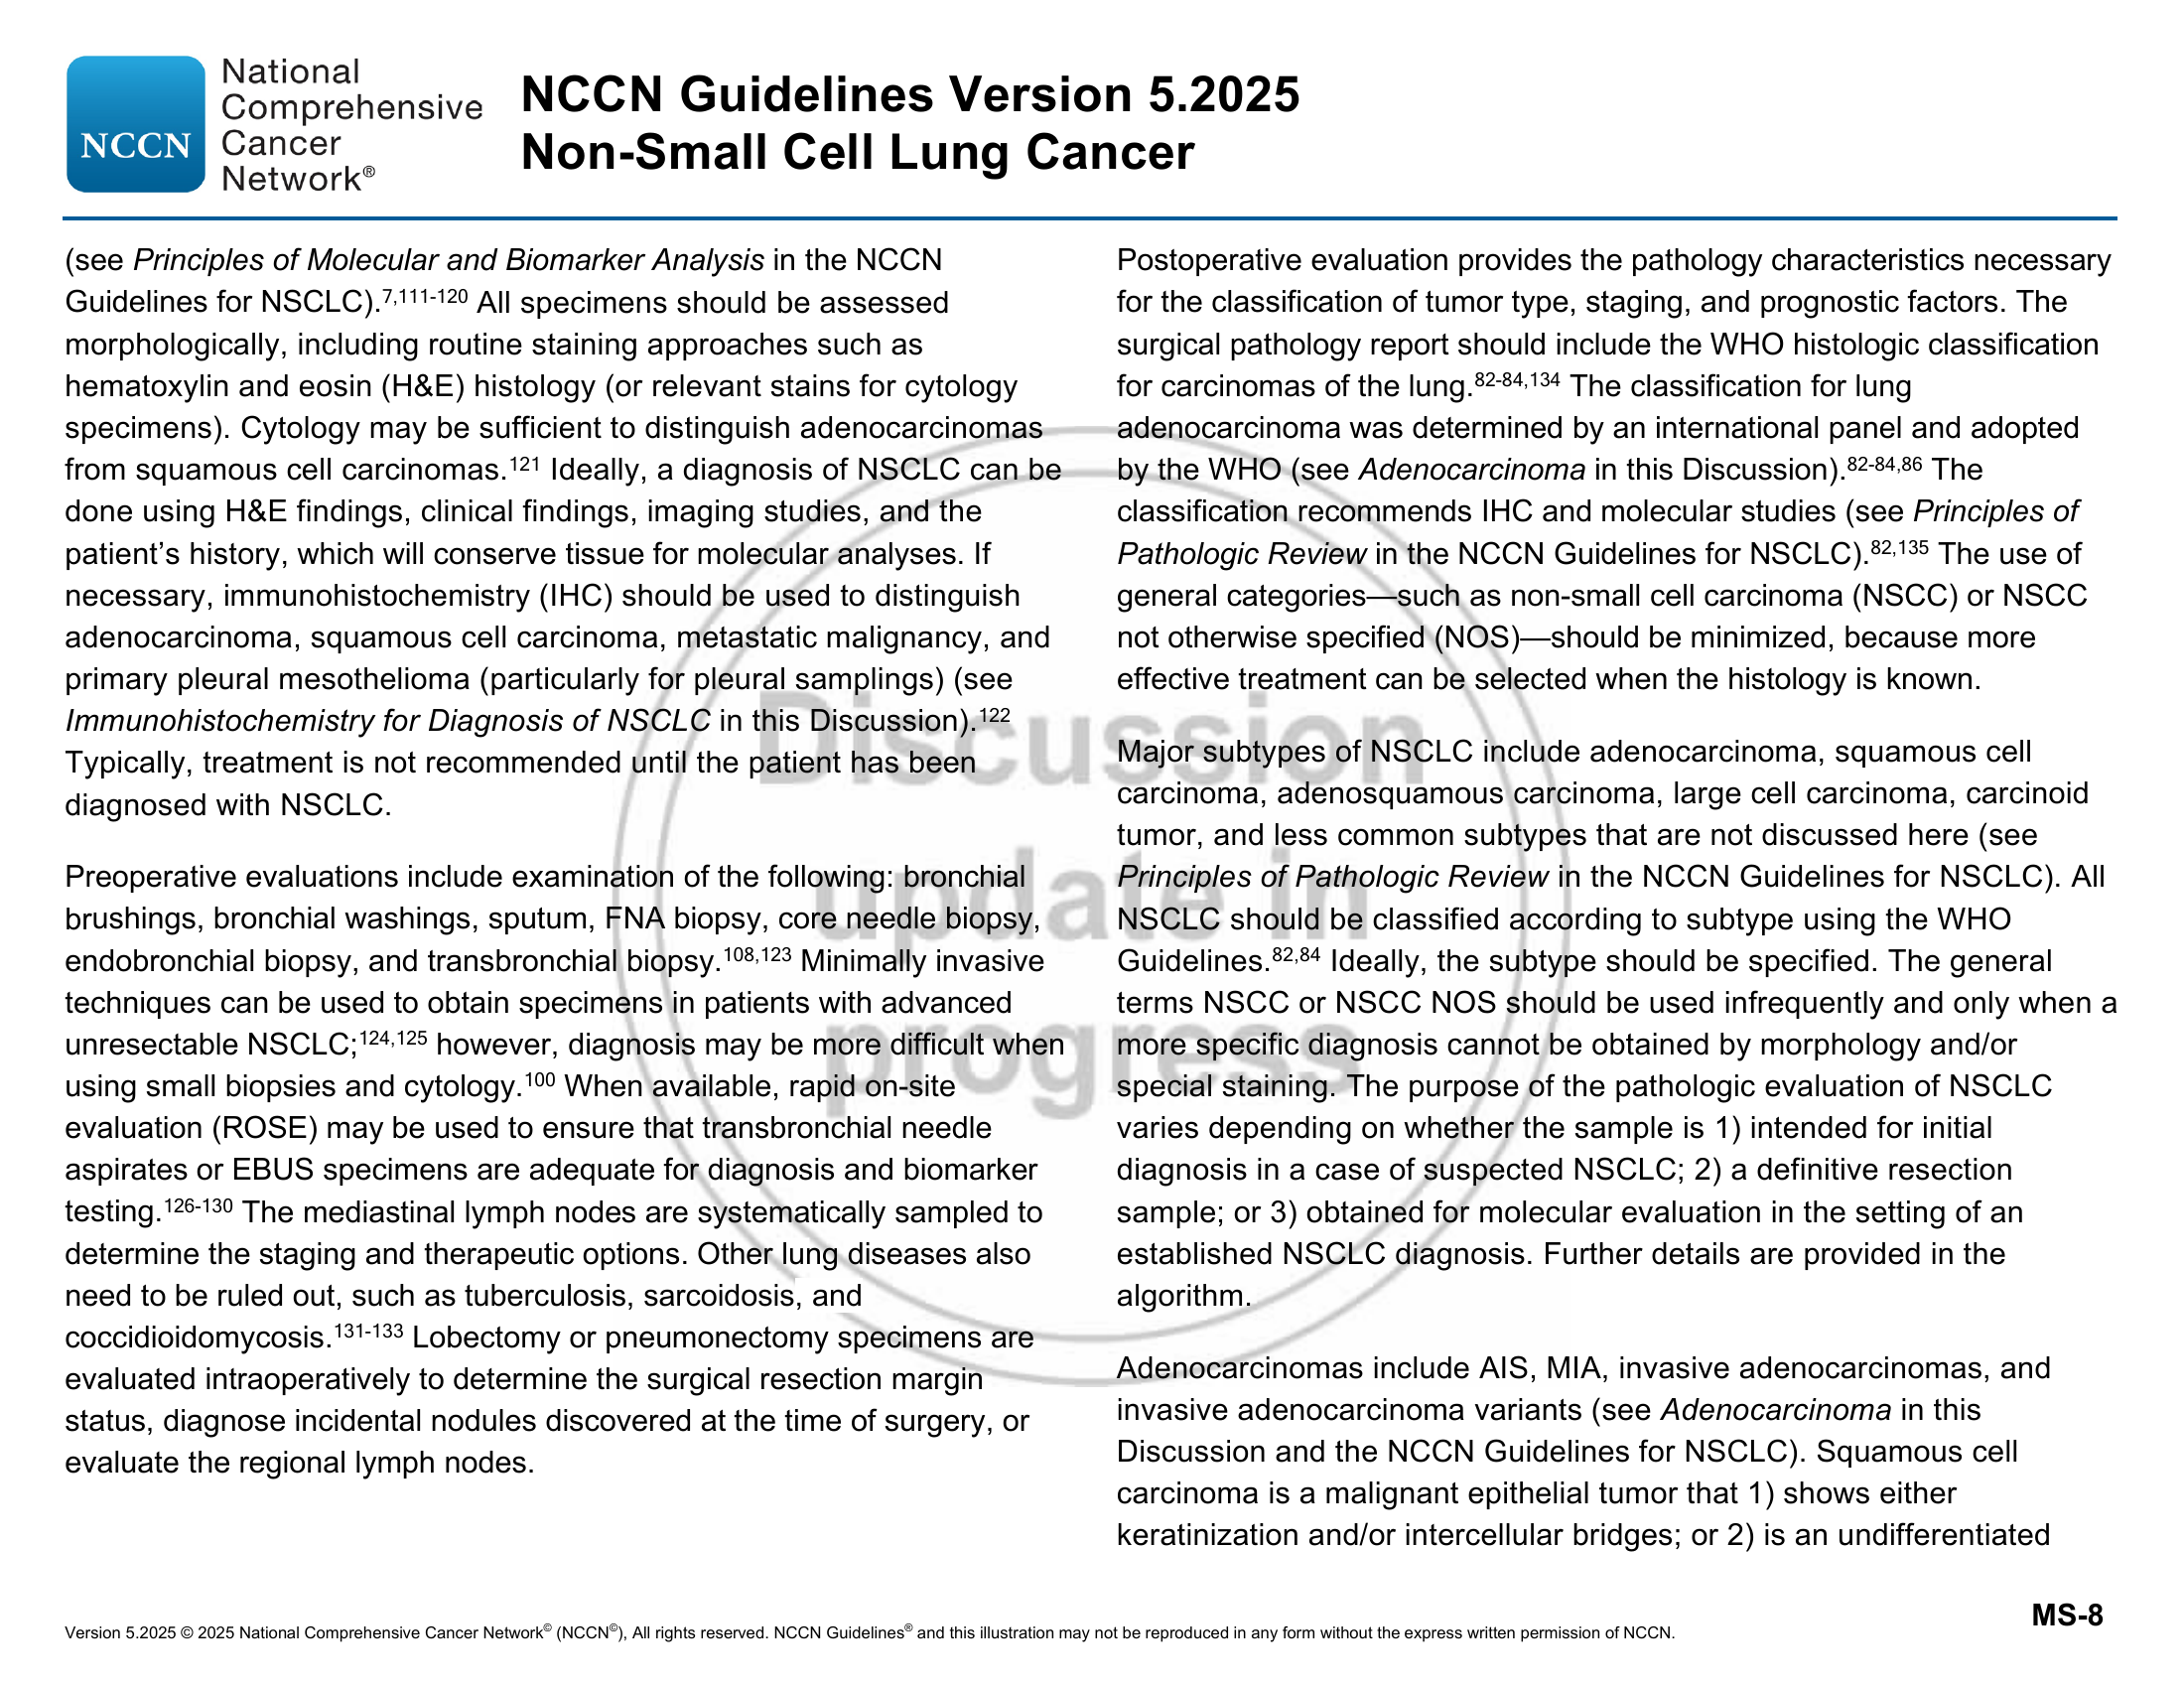 NCCN
National
Comprehensive
Cancer
Network®
NCCN Guidelines Version 5.2025
Non-Small Cell Lung Cancer
(see Principles of Molecular and Biomarker Analysis in the NCCN
Guidelines for NSCLC).7,111-120 All specimens should be assessed
morphologically, including routine staining approaches such as
hematoxylin and eosin (H&E) histology (or relevant stains for cytology
specimens). Cytology may be sufficient to distinguish adenocarcinomas
from squamous cell carcinomas.121 Ideally, a diagnosis of NSCLC can be
done using H&E findings, clinical findings, imaging studies, and the
patient’s history, which will conserve tissue for molecular analyses. If
necessary, immunohistochemistry (IHC) should be used to distinguish
adenocarcinoma, squamous cell carcinoma, metastatic malignancy, and
primary pleural mesothelioma (particularly for pleural samplings) (see
Immunohistochemistry for Diagnosis of NSCLC in this Discussion).122
Typically, treatment is not recommended until the patient has been
diagnosed with NSCLC.
Preoperative evaluations include examination of the following: bronchial
brushings, bronchial washings, sputum, FNA biopsy, core needle biopsy,
endobronchial biopsy, and transbronchial biopsy.108,123 Minimally invasive
techniques can be used to obtain specimens in patients with advanced
unresectable NSCLC;124,125 however, diagnosis may be more difficult when
using small biopsies and cytology.100 When available, rapid on-site
evaluation (ROSE) may be used to ensure that transbronchial needle
aspirates or EBUS specimens are adequate for diagnosis and biomarker
testing.126-130 The mediastinal lymph nodes are systematically sampled to
determine the staging and therapeutic options. Other lung diseases also
need to be ruled out, such as tuberculosis, sarcoidosis, and
coccidioidomycosis.131-133 Lobectomy or pneumonectomy specimens are
evaluated intraoperatively to determine the surgical resection margin
status, diagnose incidental nodules discovered at the time of surgery, or
evaluate the regional lymph nodes.
Postoperative evaluation provides the pathology characteristics necessary
for the classification of tumor type, staging, and prognostic factors. The
surgical pathology report should include the WHO histologic classification
for carcinomas of the lung.82-84,134 The classification for lung
adenocarcinoma was determined by an international panel and adopted
by the WHO (see Adenocarcinoma in this Discussion).82-84,86 The
classification recommends IHC and molecular studies (see Principles of
Pathologic Review in the NCCN Guidelines for NSCLC).82,135 The use of
general categories—such as non-small cell carcinoma (NSCC) or NSCC
not otherwise specified (NOS)—should be minimized, because more
effective treatment can be selected when the histology is known.
Major subtypes of NSCLC include adenocarcinoma, squamous cell
carcinoma, adenosquamous carcinoma, large cell carcinoma, carcinoid
tumor, and less common subtypes that are not discussed here (see
Principles of Pathologic Review in the NCCN Guidelines for NSCLC). All
NSCLC should be classified according to subtype using the WHO
Guidelines.82,84 Ideally, the subtype should be specified. The general
terms NSCC or NSCC NOS should be used infrequently and only when a
more specific diagnosis cannot be obtained by morphology and/or
special staining. The purpose of the pathologic evaluation of NSCLC
varies depending on whether the sample is 1) intended for initial
diagnosis in a case of suspected NSCLC; 2) a definitive resection
sample; or 3) obtained for molecular evaluation in the setting of an
established NSCLC diagnosis. Further details are provided in the
algorithm.
Adenocarcinomas include AIS, MIA, invasive adenocarcinomas, and
invasive adenocarcinoma variants (see Adenocarcinoma in this
Discussion and the NCCN Guidelines for NSCLC). Squamous cell
carcinoma is a malignant epithelial tumor that 1) shows either
keratinization and/or intercellular bridges; or 2) is an undifferentiated
Discussion
update in
progress
MS-8
Version 5.2025 © 2025 National Comprehensive Cancer Network© (NCCN©), All rights reserved. NCCN Guidelines® and this illustration may not be reproduced in any form without the express written permission of NCCN.